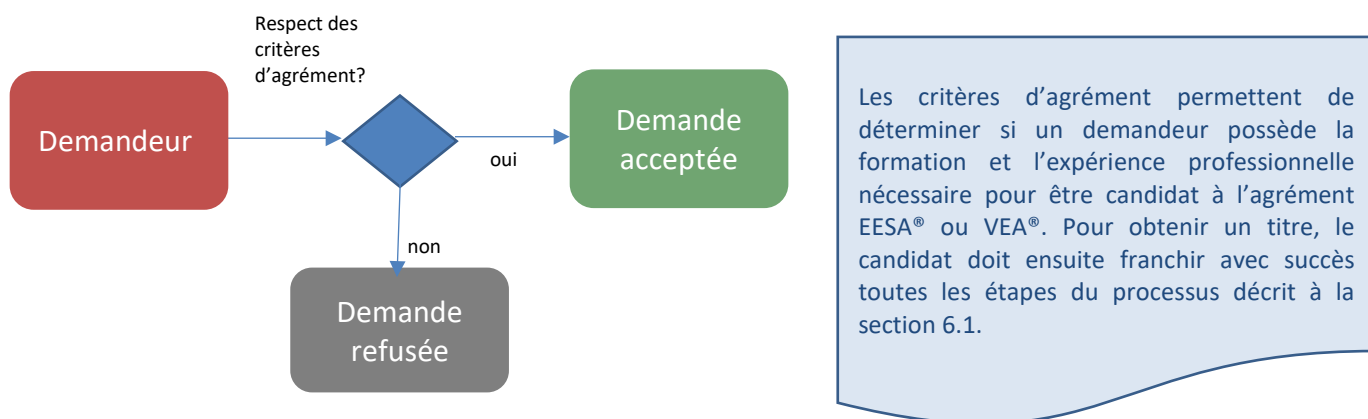 Respect des
critères
d’agrément?
Demandeur
oui
Demande
acceptée
non
Demande
refusée
Les critères d’agrément permettent de
déterminer si un demandeur possède la
formation et l’expérience professionnelle
nécessaire pour être candidat à l’agrément
EESA® ou VEA®. Pour obtenir un titre, le
candidat doit ensuite franchir avec succès
toutes les étapes du processus décrit à la
section 6.1.